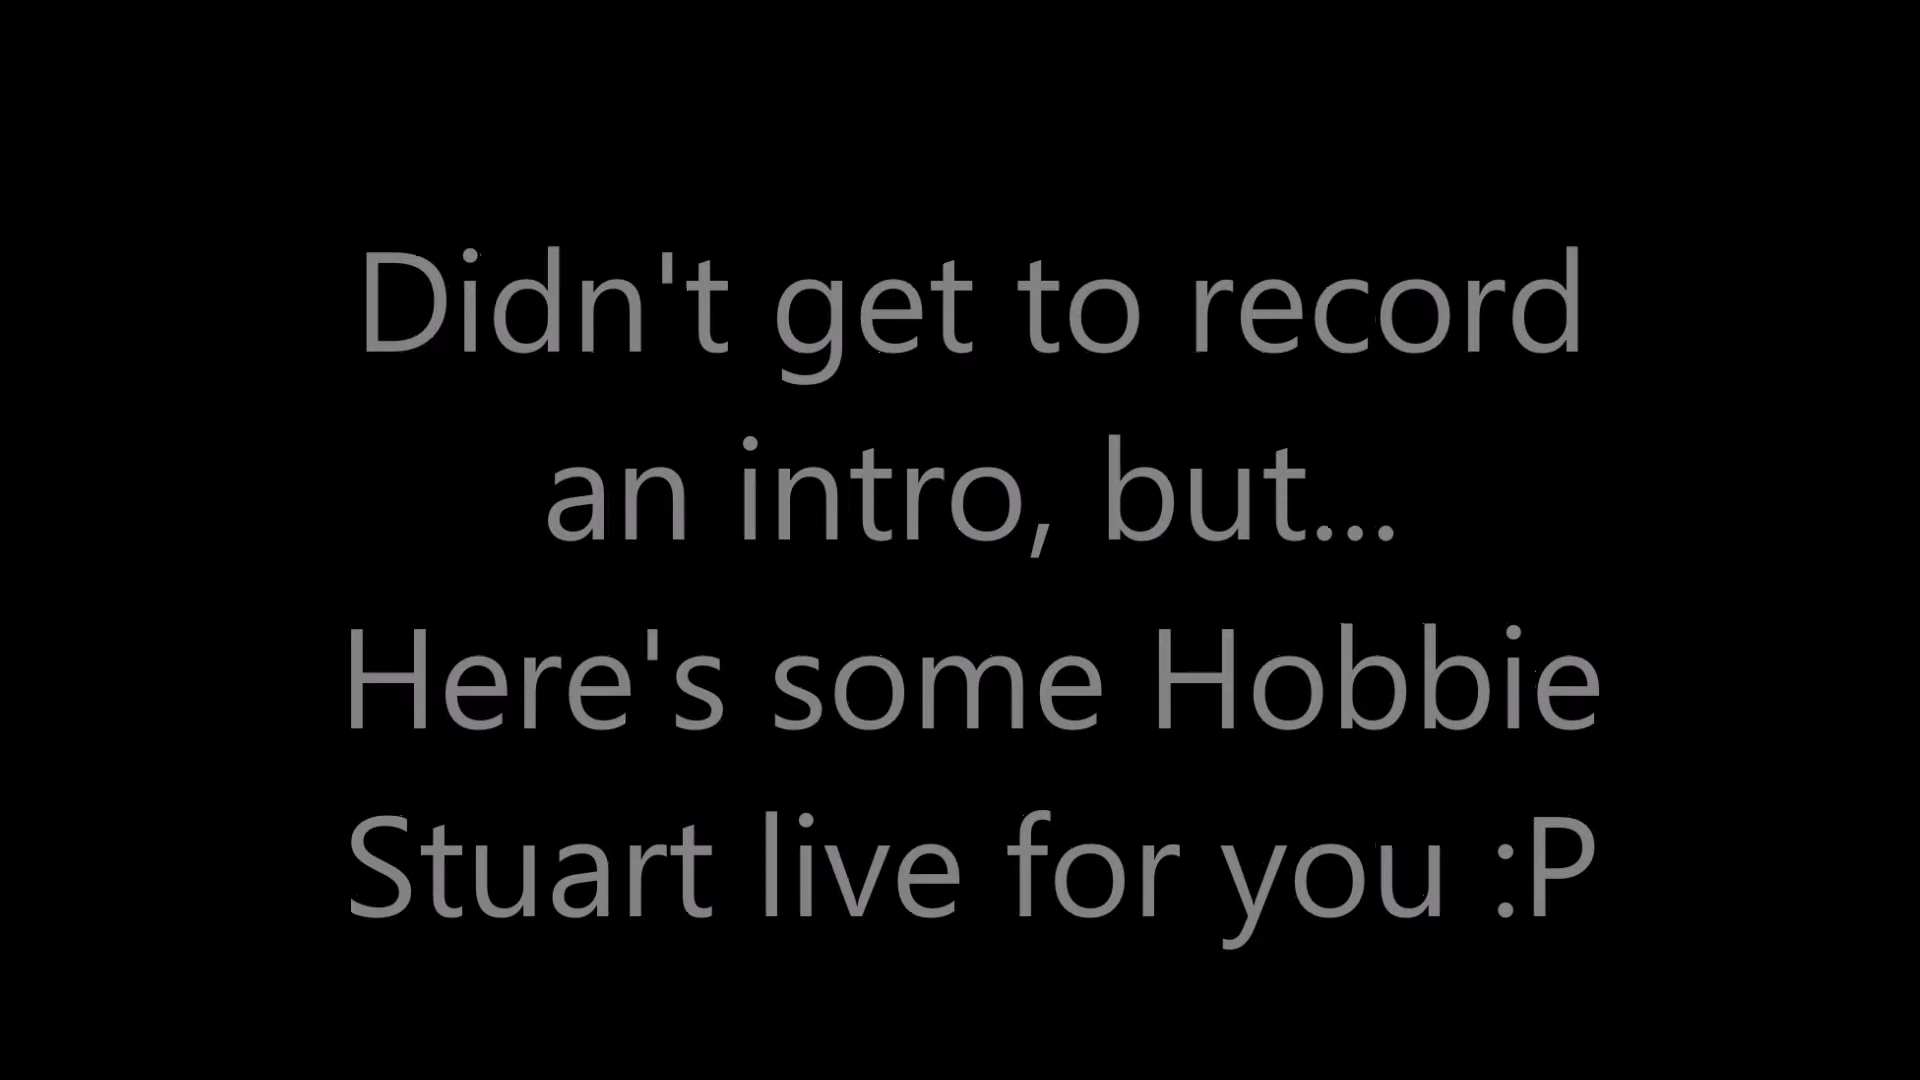 Didn't get to record
an intro, but...
Here's some Hobbie
Stuart live for you :P